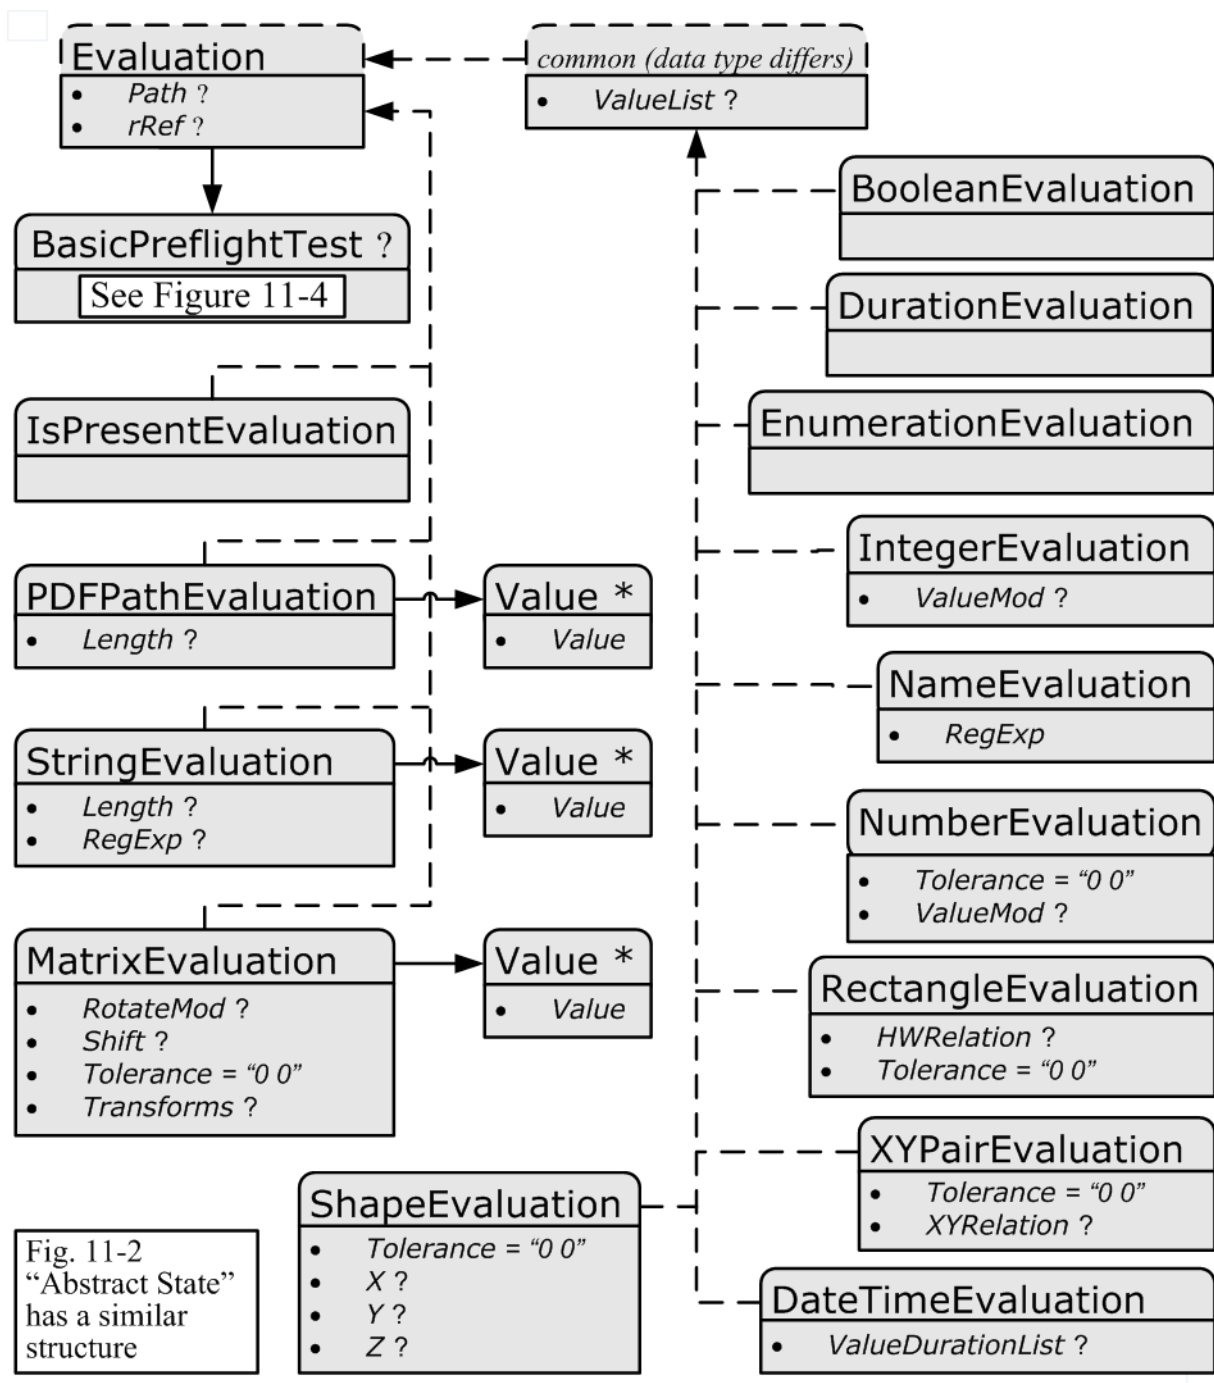 Evaluation
• Path ?
• rRef ?
common (data type differs)
• ValueList ?
BasicPreflightTest ?
See Figure 11-4
IsPresentEvaluation
PDFPathEvaluation
• Length ?
Value *
• Value
StringEvaluation
• Length ?
• RegExp ?
Value *
• Value
MatrixEvaluation
• RotateMod ?
• Shift ?
• Tolerance = “0 0”
• Transforms ?
Value *
• Value
BooleanEvaluation
DurationEvaluation
EnumerationEvaluation
IntegerEvaluation
• ValueMod ?
NameEvaluation
• RegExp
NumberEvaluation
• Tolerance = “0 0”
• ValueMod ?
RectangleEvaluation
• HWRelation ?
• Tolerance = “0 0”
XYPairEvaluation
• Tolerance = “0 0”
• XYRelation ?
ShapeEvaluation
• Tolerance = “0 0”
• X ?
• Y ?
• Z ?
DateTimeEvaluation
• ValueDurationList ?
Fig. 11-2
“Abstract State”
has a similar
structure